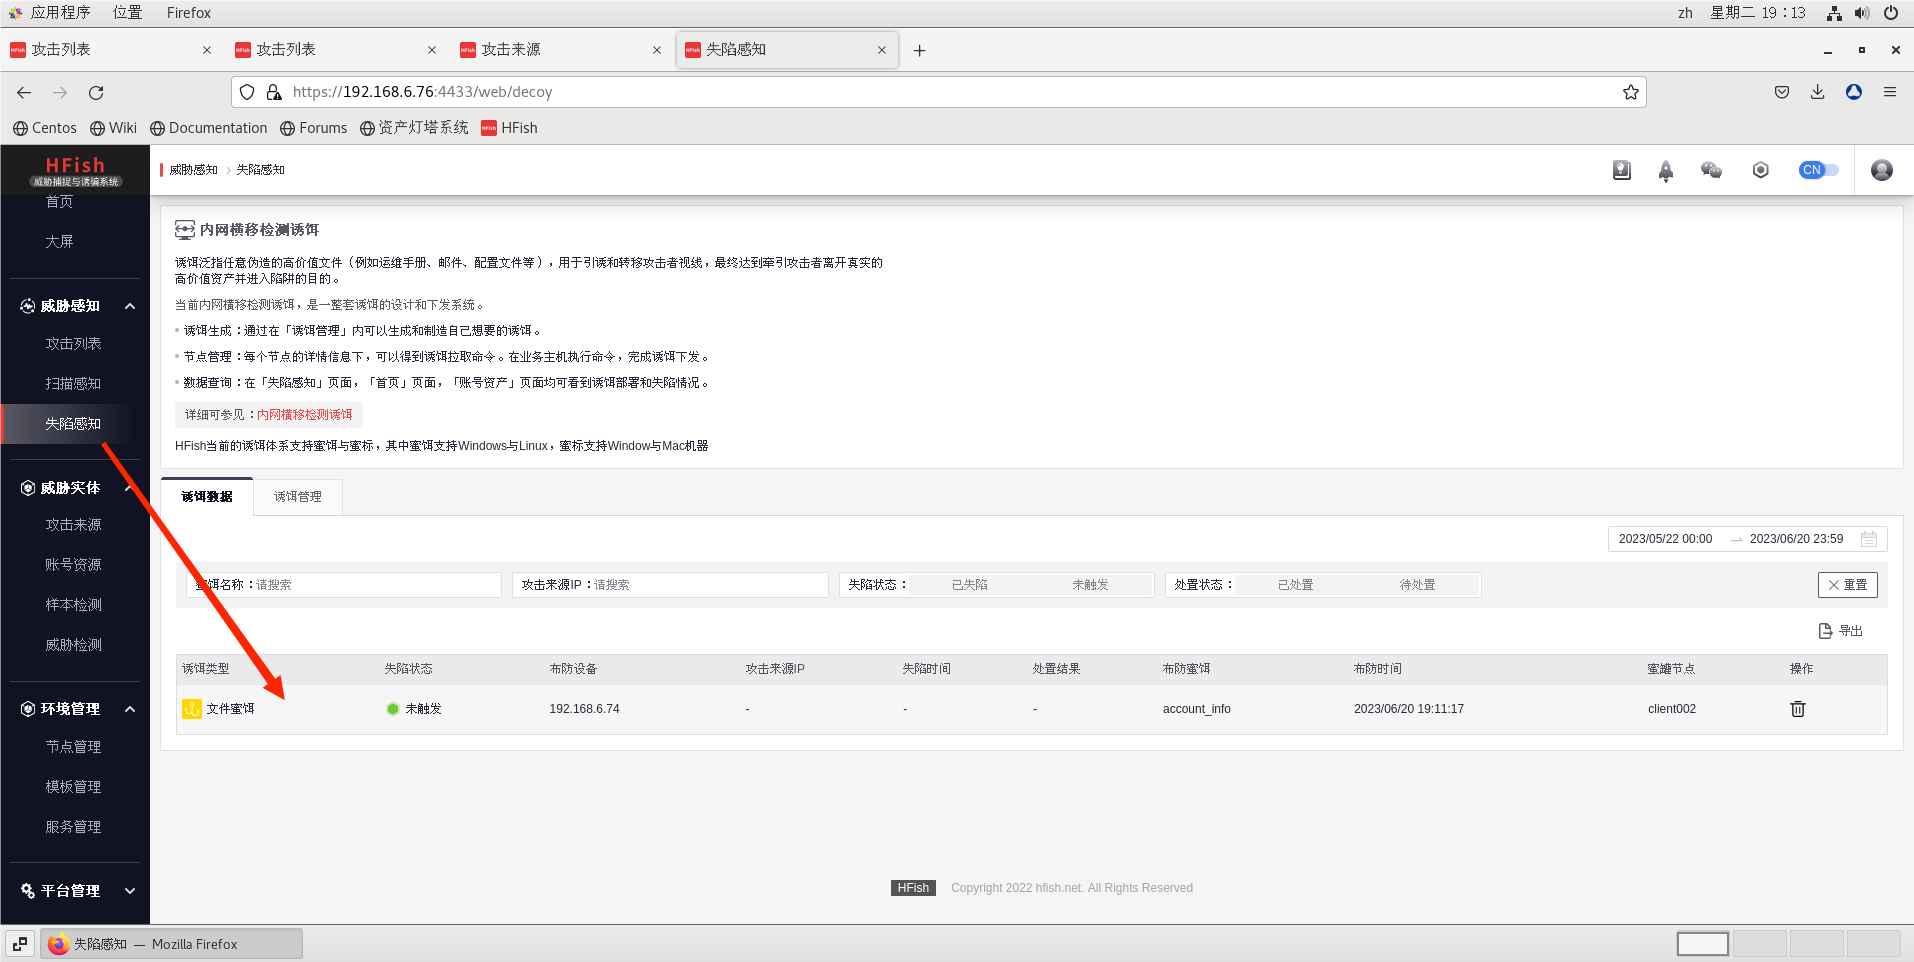 应用程序 位置 Firefox zh 星期二 19:13
攻击列表 攻击列表 攻击来源 失陷感知
https://192.168.6.76:4433/web/decoy
Centos Wiki Documentation Forums 资产灯塔系统 HFish
HFish
威胁捕捉与诱骗系统
首页
大屏
威胁感知
攻击列表
扫描感知
失陷感知
威胁实体
攻击来源
账号资源
样本检测
威胁检测
环境管理
节点管理
模板管理
服务管理
平台管理
威胁感知 > 失陷感知 CN
内网横移检测诱饵
诱饵泛指任意伪造的高价值文件（例如运维手册、邮件、配置文件等），用于引诱和转移攻击者视线，最终达到牵引攻击者离开真实的
高价值资产并进入陷阱的目的。
当前内网横移检测诱饵，是一整套诱饵的设计和下发系统。
诱饵生成：通过在「诱饵管理」内可以生成和制造自己想要的诱饵。
节点管理：每个节点的详情信息下，可以得到诱饵拉取命令。在业务主机执行命令，完成诱饵下发。
数据查询：在「失陷感知」页面，「首页」页面，「账号资产」页面均可看到诱饵部署和失陷情况。
详细可参见：内网横移检测诱饵
HFish当前的诱饵体系支持蜜饵与蜜标，其中蜜饵支持Windows与Linux，蜜标支持Window与Mac机器
诱饵数据 诱饵管理
2023/05/22 00:00 → 2023/06/20 23:59
饵名称：请搜索 攻击来源IP：请搜索 失陷状态： 已失陷 未触发 处置状态： 已处置 待处置 重置
导出
诱饵类型 失陷状态 布防设备 攻击来源IP 失陷时间 处置结果 布防蜜饵 布防时间 蜜罐节点 操作
文件蜜饵 未触发 192.168.6.74 - - - account_info 2023/06/20 19:11:17 client002
HFish Copyright 2022 hfish.net. All Rights Reserved
失陷感知 — Mozilla Firefox